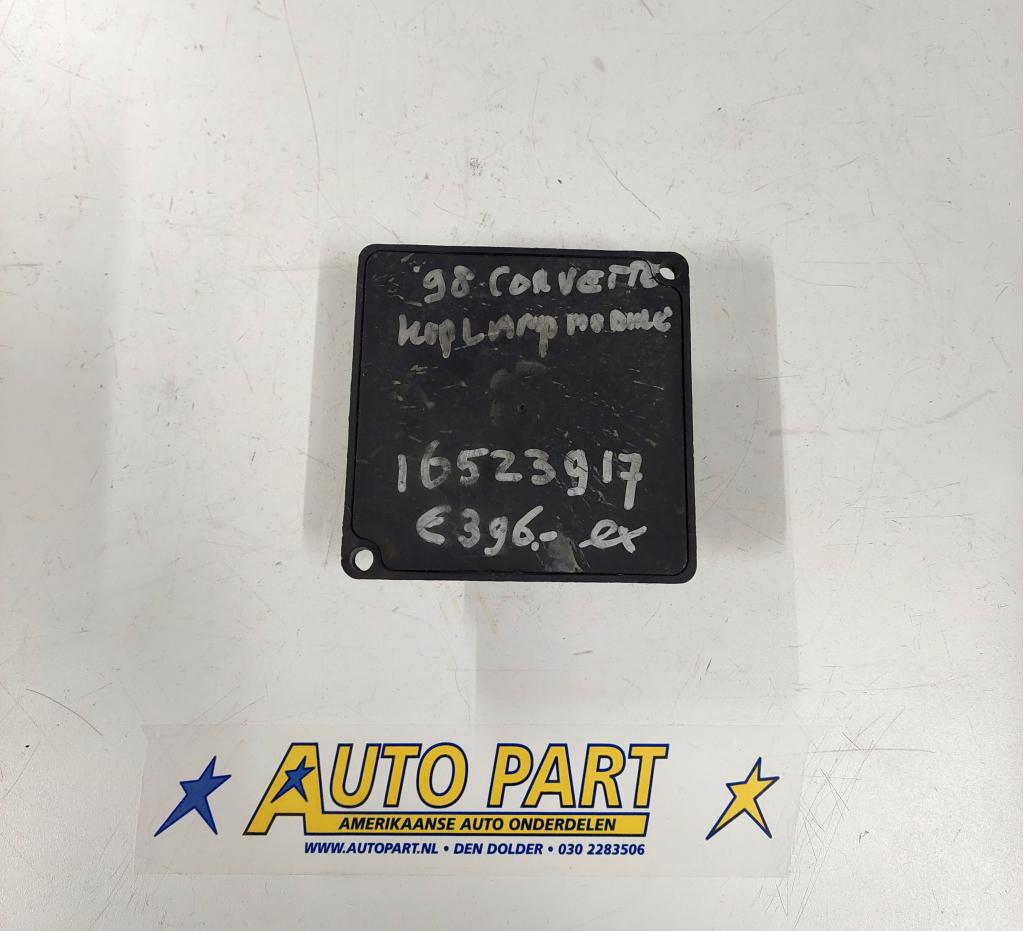 '98 CORVETTE
KOPLAMP MODULE
16523917
€396.- ex
AUTO PART
AMERIKAANSE AUTO ONDERDELEN
WWW.AUTOPART.NL • DEN DOLDER • 030 2283506